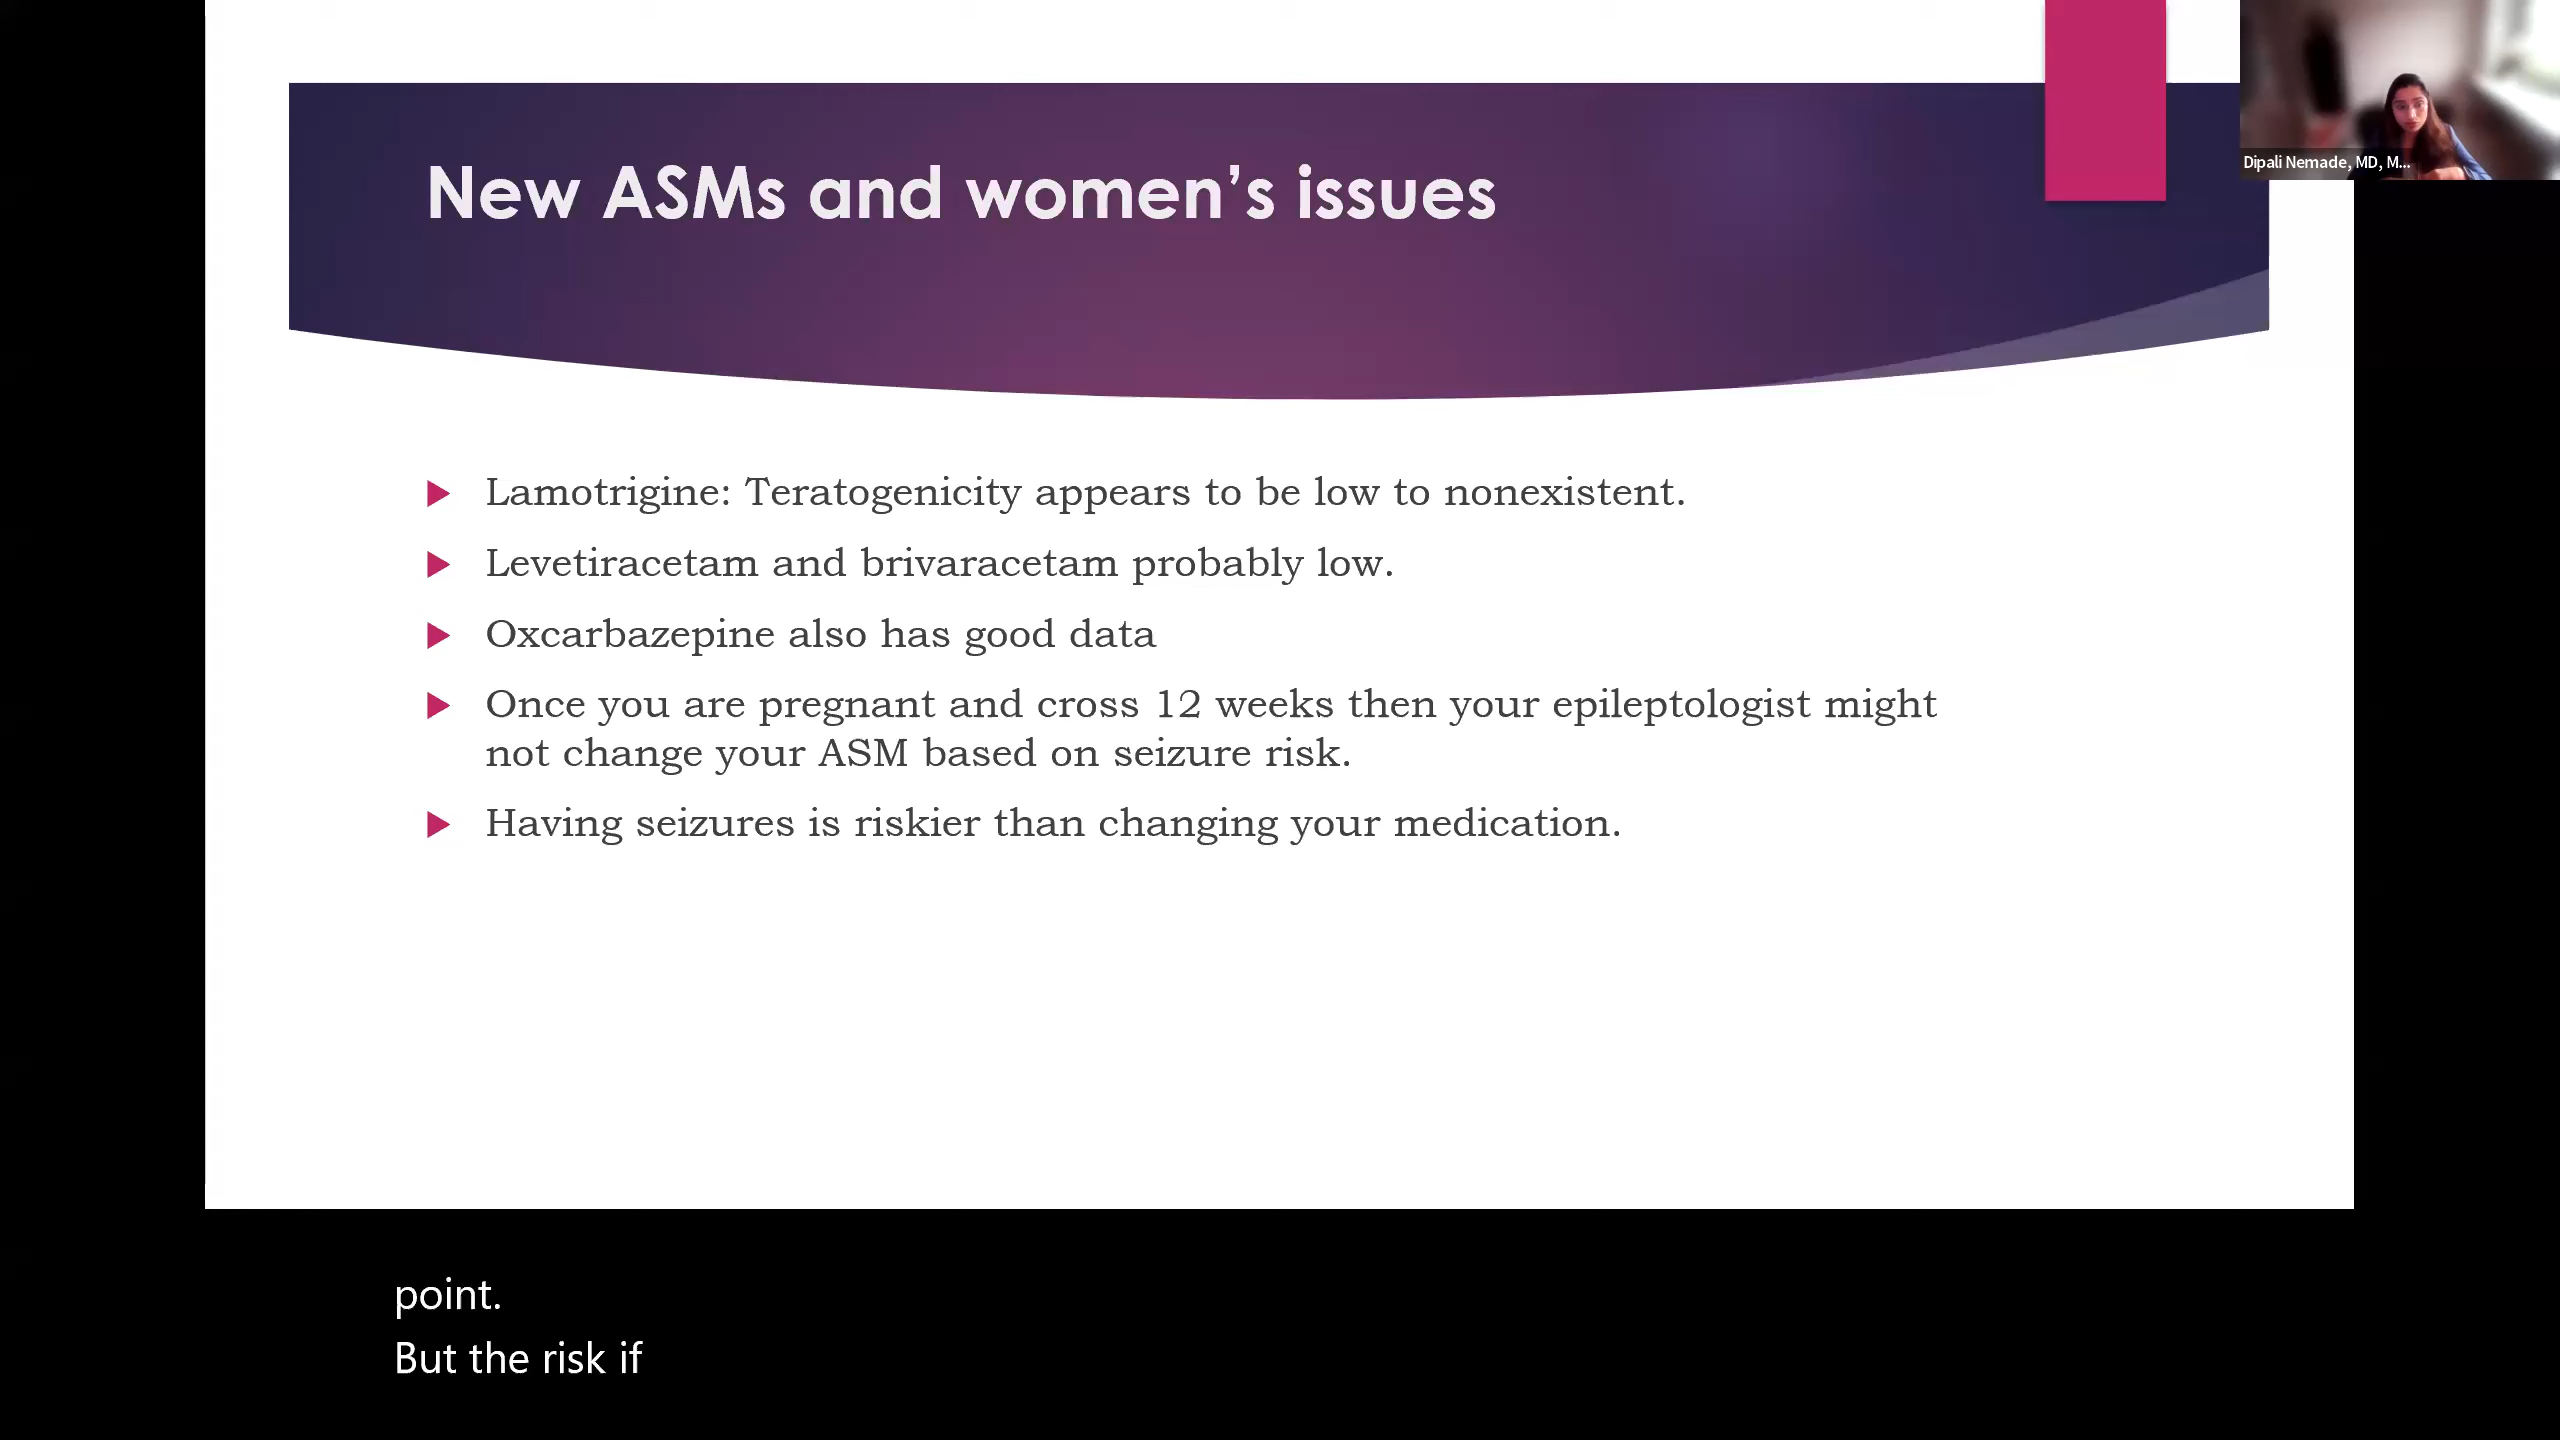 New ASMs and women’s issues
Dipali Nemade, MD, M...
Lamotrigine: Teratogenicity appears to be low to nonexistent.
Levetiracetam and brivaracetam probably low.
Oxcarbazepine also has good data
Once you are pregnant and cross 12 weeks then your epileptologist might
not change your ASM based on seizure risk.
Having seizures is riskier than changing your medication.
point.
But the risk if